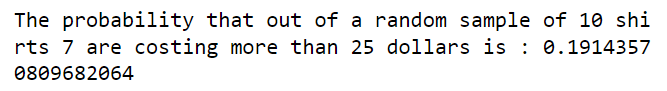 The probability that out of a random sample of 10 shi
rts 7 are costing more than 25 dollars is : 0.1914357
0809682064